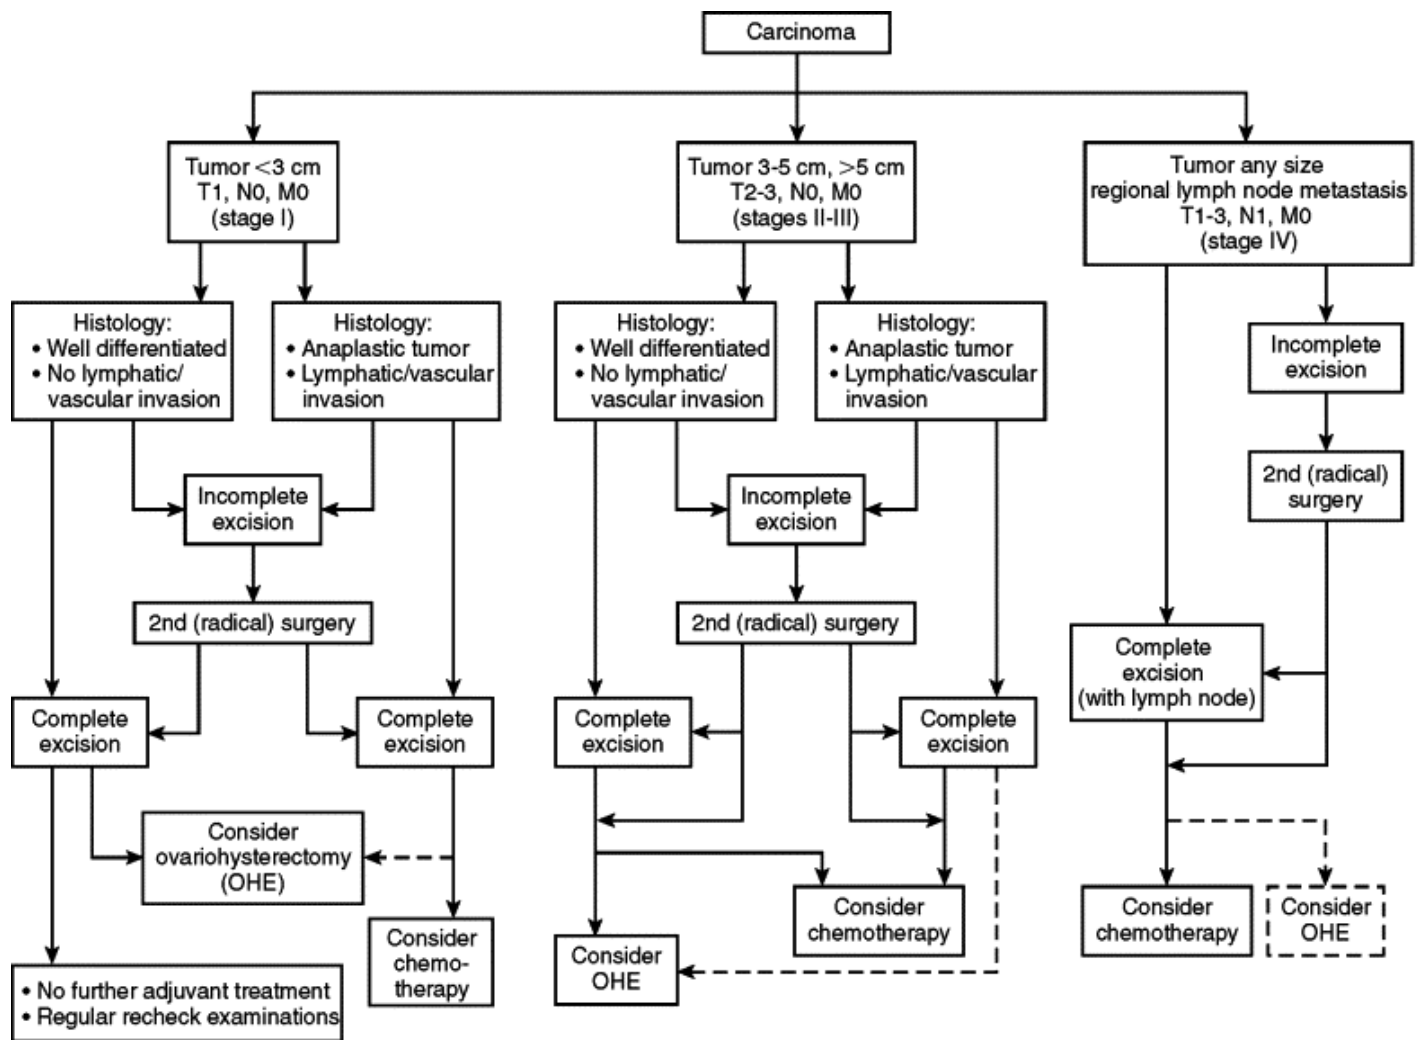 Carcinoma
Tumor <3 cm
T1, N0, M0
(stage I)
Tumor 3-5 cm, >5 cm
T2-3, N0, M0
(stages II-III)
Tumor any size
regional lymph node metastasis
T1-3, N1, M0
(stage IV)
Histology:
• Well differentiated
• No lymphatic/
vascular invasion
Histology:
• Anaplastic tumor
• Lymphatic/vascular
invasion
Histology:
• Well differentiated
• No lymphatic/
vascular invasion
Histology:
• Anaplastic tumor
• Lymphatic/vascular
invasion
Incomplete
excision
Incomplete
excision
Incomplete
excision
2nd (radical)
surgery
2nd (radical) surgery
2nd (radical) surgery
Complete
excision
(with lymph node)
Complete
excision
Complete
excision
Complete
excision
Complete
excision
Consider
ovariohysterectomy
(OHE)
Consider
chemotherapy
Consider
chemotherapy
Consider
OHE
Consider
chemo-
therapy
Consider
OHE
• No further adjuvant treatment
• Regular recheck examinations